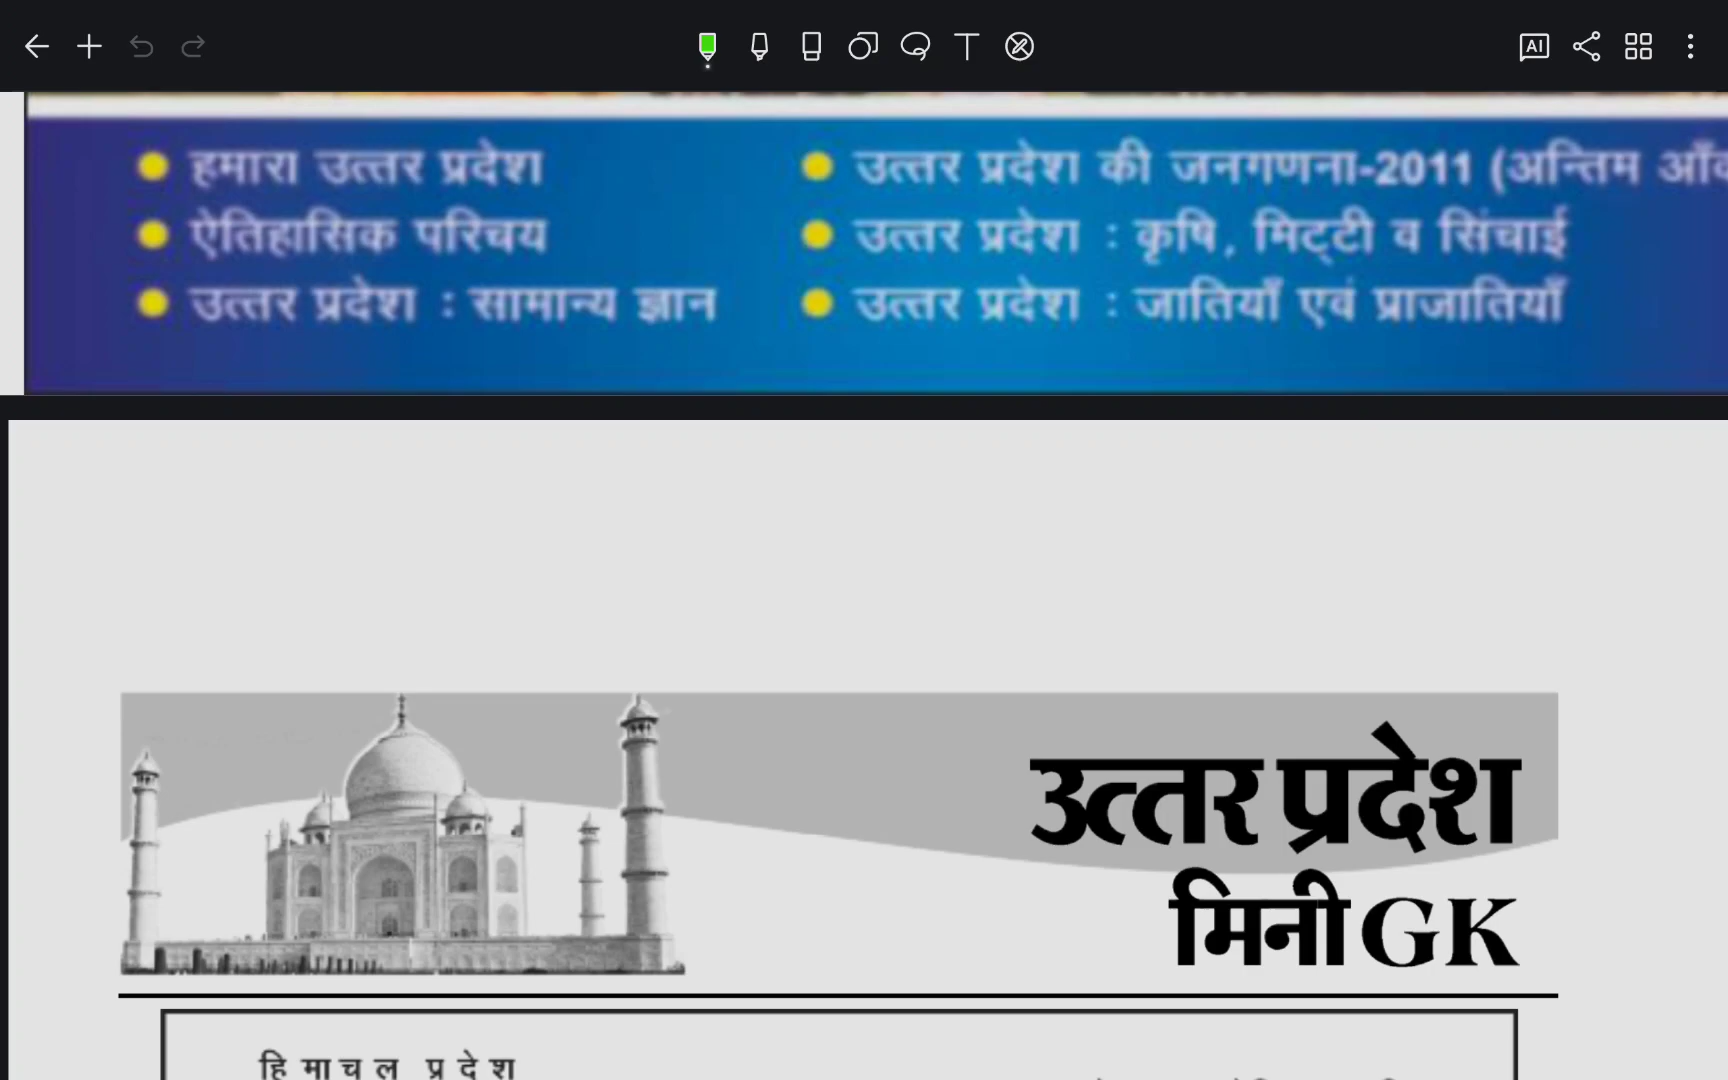 AI
हमारा उत्तर प्रदेश
ऐतिहासिक परिचय
उत्तर प्रदेश : सामान्य ज्ञान
उत्तर प्रदेश की जनगणना-2011 (अन्तिम
उत्तर प्रदेश : कृषि, मिट्टी व सिंचाई
उत्तर प्रदेश : जातियाँ एवं प्राजातियाँ
उत्तर प्रदेश
मिनी GK
हिमाचल प्रदेश